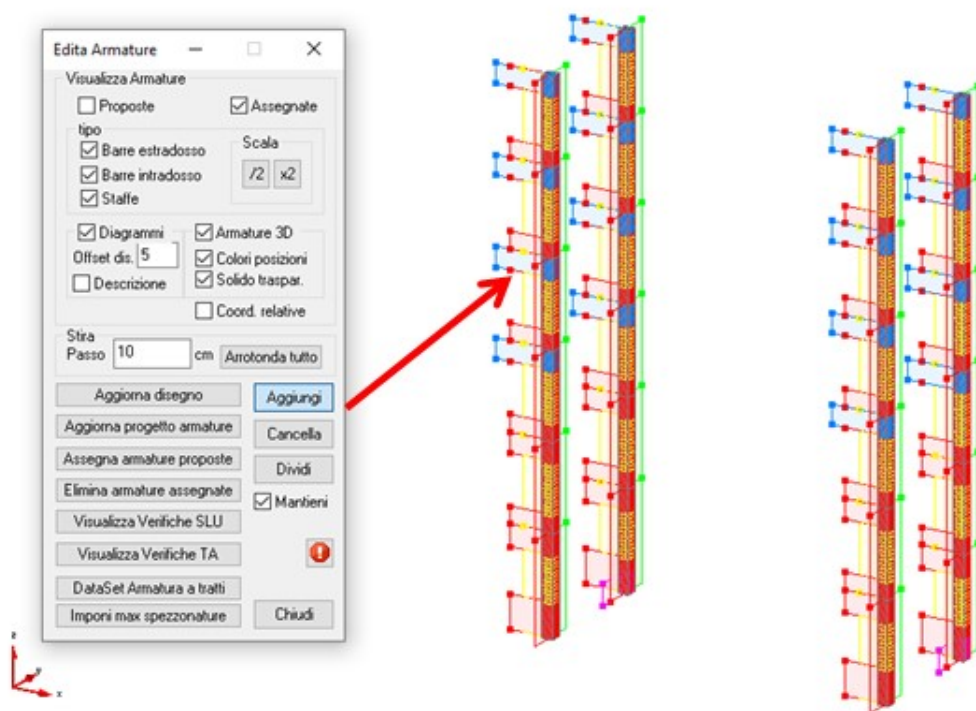 Edita Armature
Visualizza Armature
Proposte
Assegnate
tipo
Barre estradosso
Barre intradosso
Staffe
Scala
/2
x2
Diagrammi
Offset dis. 5
Descrizione
Armature 3D
Colori posizioni
Solido traspar.
Coord. relative
Stira
Passo 10 cm
Arrotonda tutto
Aggiorna disegno
Aggiungi
Aggiorna progetto armature
Cancella
Assegna armature proposte
Dividi
Elimina armature assegnate
Mantieni
Visualizza Verifiche SLU
Visualizza Verifiche TA
DataSet Armatura a tratti
Imponi max spezzonature
Chiudi
z
y
x